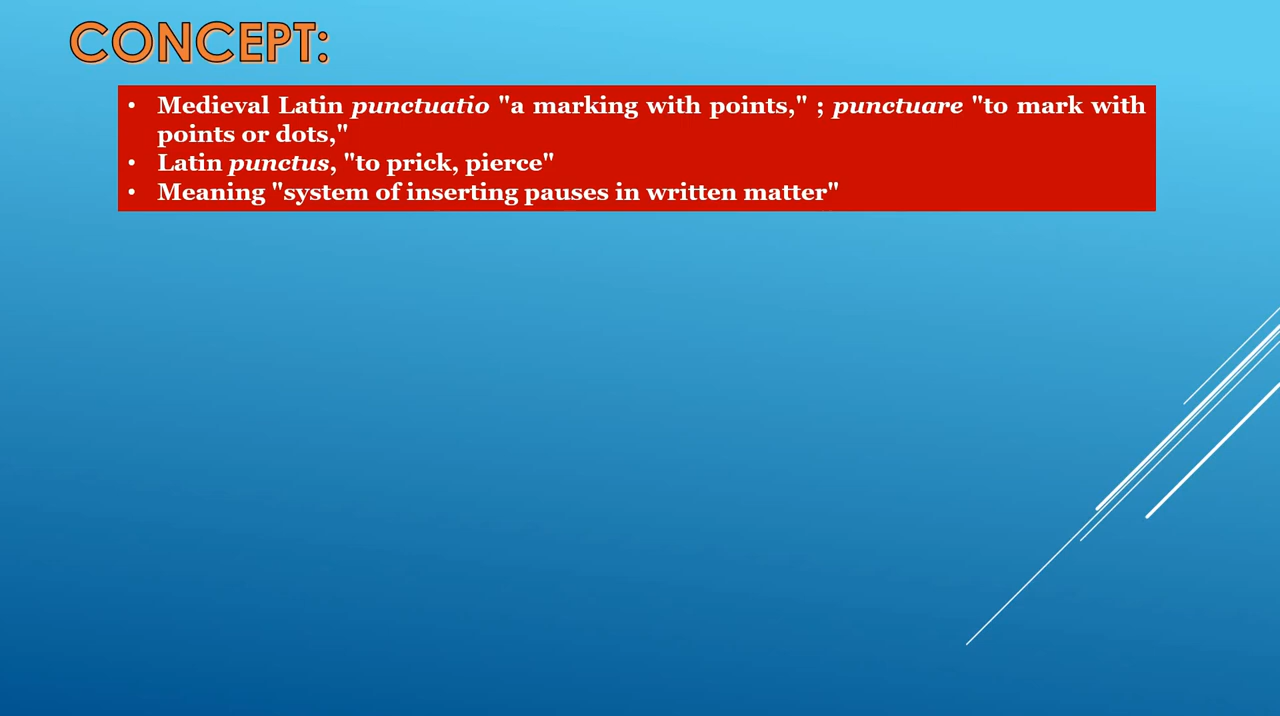 CONCEPT:
• Medieval Latin punctuatio "a marking with points," ; punctuare "to mark with
points or dots,"
• Latin punctus, "to prick, pierce"
• Meaning "system of inserting pauses in written matter"